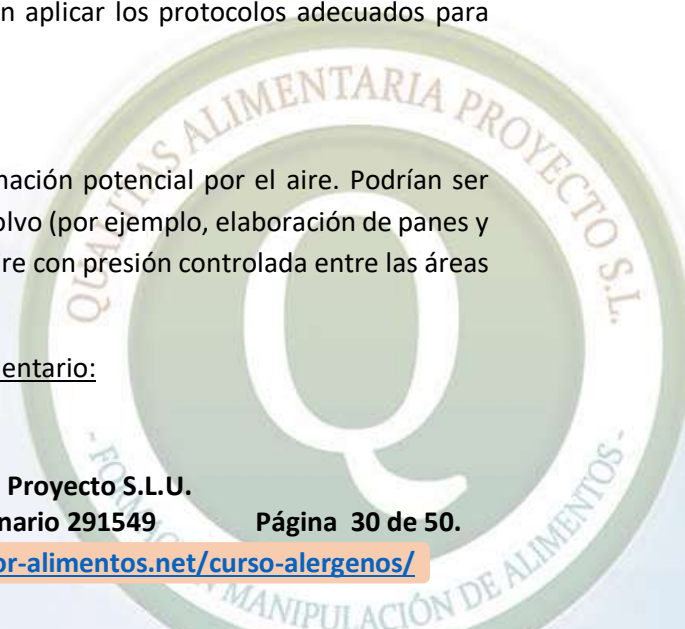 n aplicar los protocolos adecuados para
QUALITAS ALIMENTARIA PROYECTO S.L.
nación potencial por el aire. Podrían ser
olvo (por ejemplo, elaboración de panes y
re con presión controlada entre las áreas
entario:
Proyecto S.L.U.
nario 291549 Página 30 de 50.
or-alimentos.net/curso-alergenos/
- FORMACIÓN MANIPULACIÓN DE ALIMENTOS -
Q